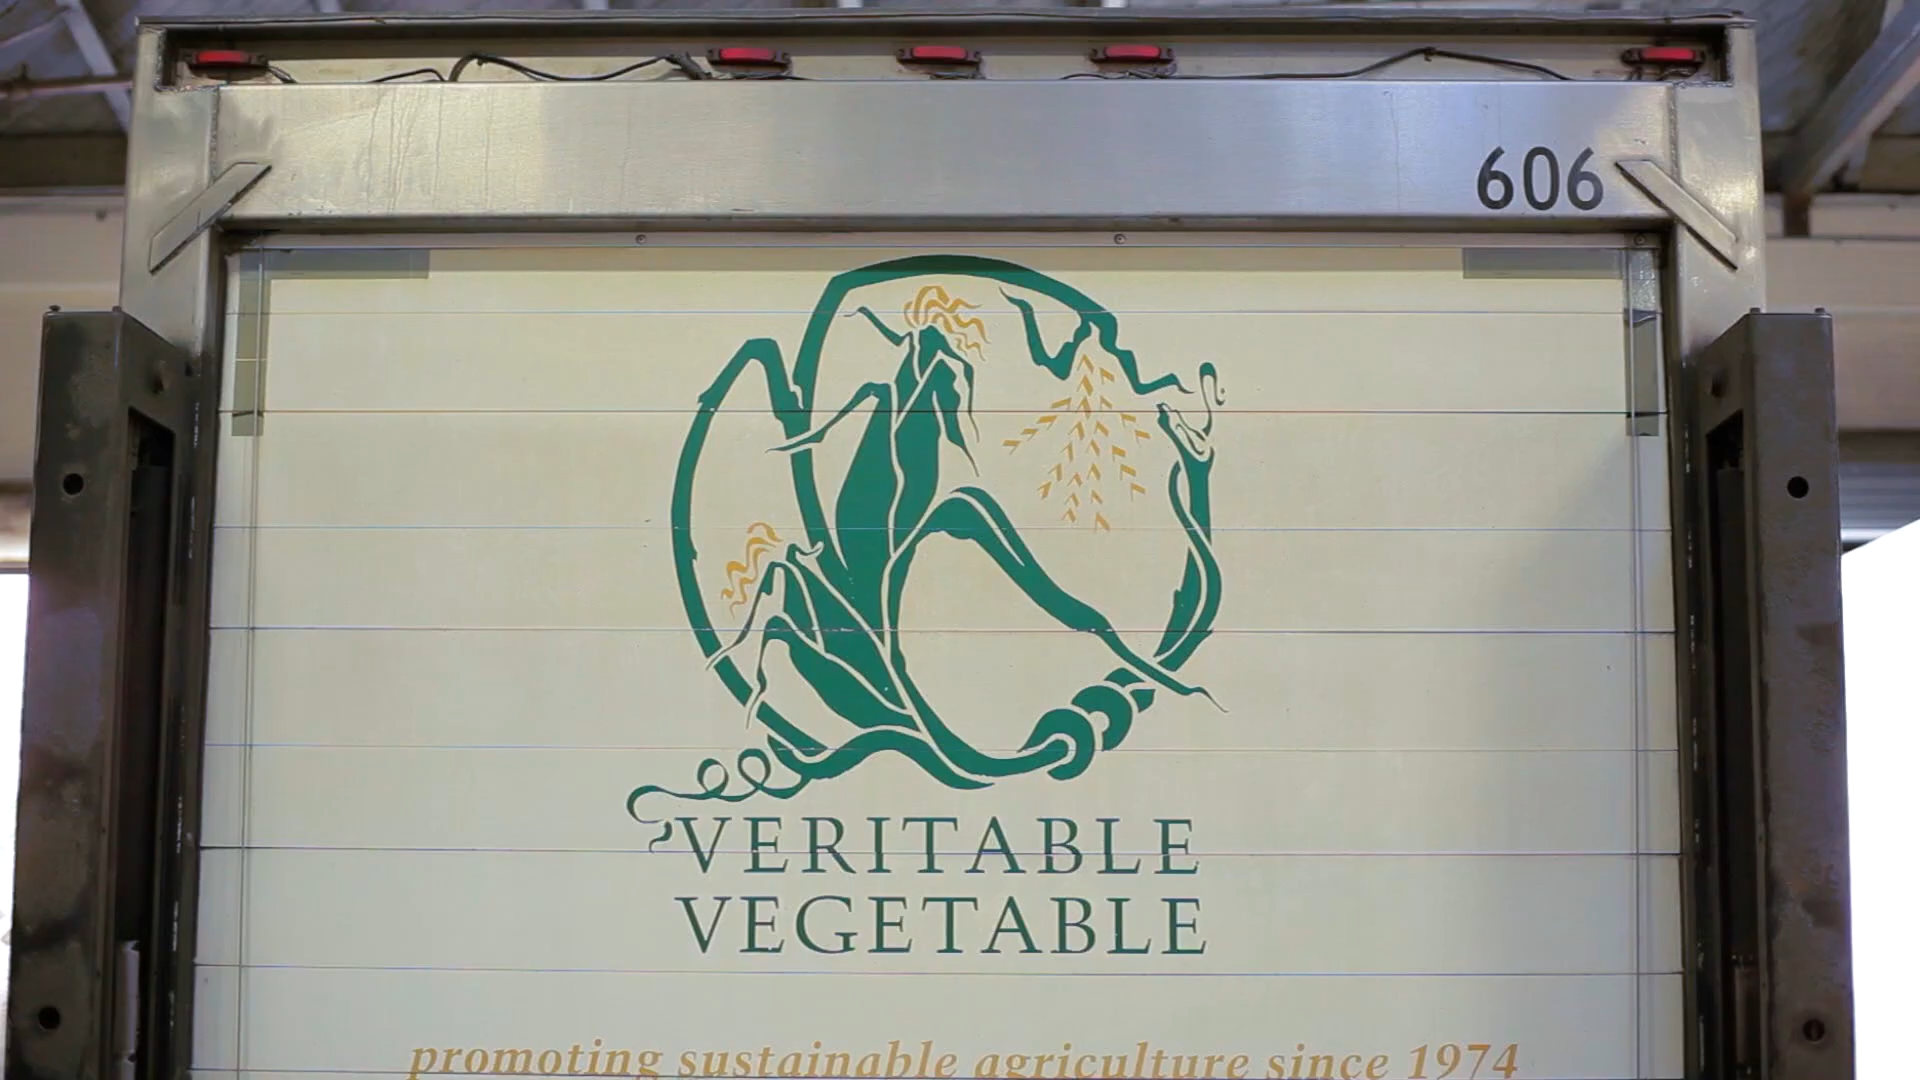 606
VERITABLE
VEGETABLE
promoting sustainable agriculture since 1974